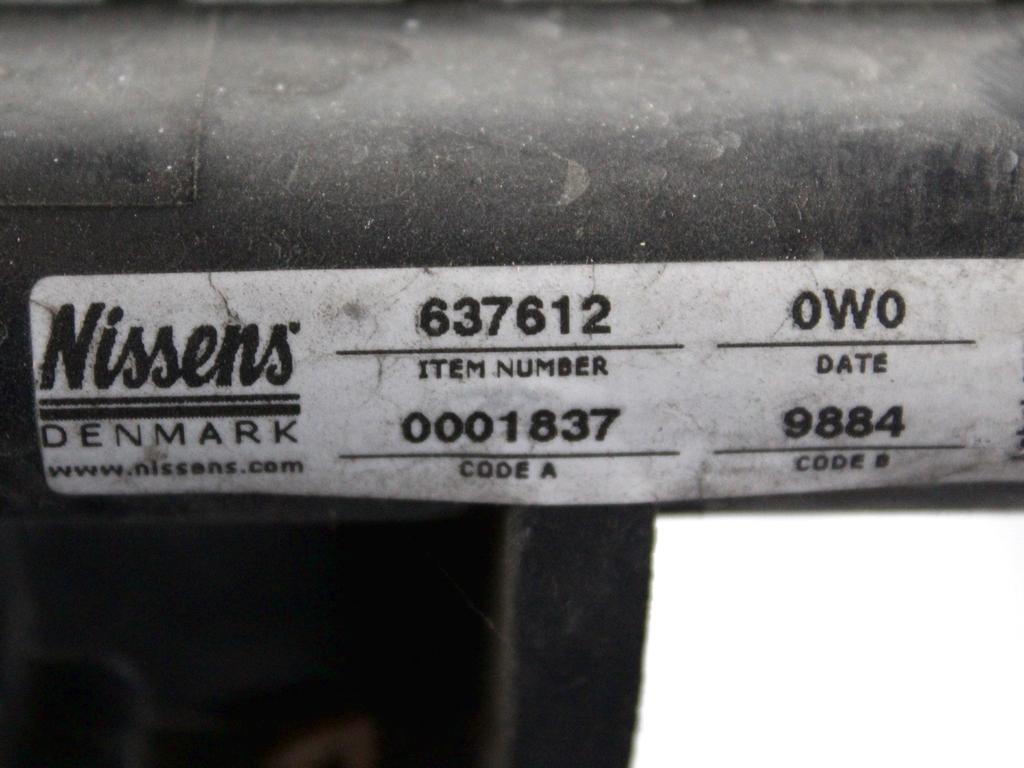 Nissens
DENMARK
www.nissens.com
637612
ITEM NUMBER
0001837
CODE A
0W0
DATE
9884
CODE B